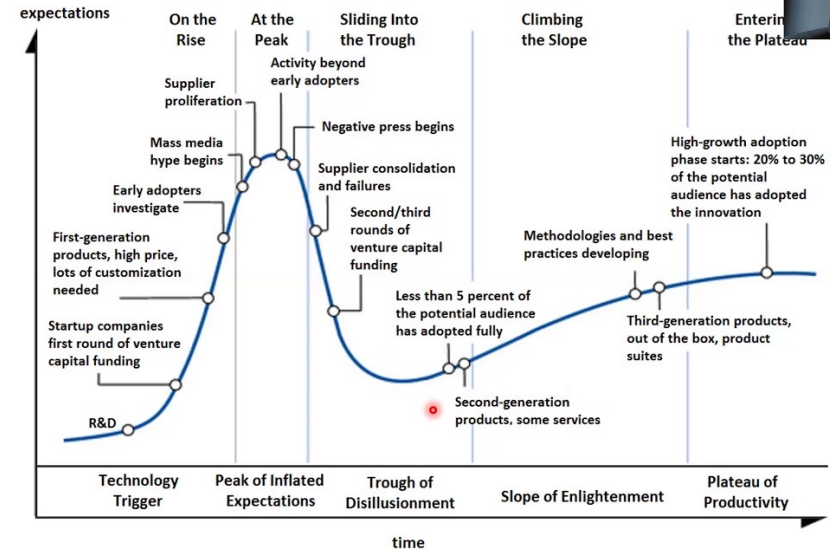 expectations
On the
Rise
At the
Peak
Sliding Into
the Trough
Climbing
the Slope
the Plateau
Activity beyond
early adopters
Supplier
proliferation
Negative press begins
Mass media
hype begins
High-growth adoption
phase starts: 20% to 30%
of the potential
audience has adopted
the innovation
Supplier consolidation
and failures
Early adopters
investigate
Second/third
rounds of
venture capital
funding
First-generation
products, high price,
lots of customization
needed
Methodologies and best
practices developing
Less than 5 percent of
the potential audience
has adopted fully
Startup companies
first round of venture
capital funding
Third-generation products,
out of the box, product
suites
Second-generation
products, some services
R&D
Technology
Trigger
Peak of Inflated
Expectations
Trough of
Disillusionment
Slope of Enlightenment
Plateau of
Productivity
time